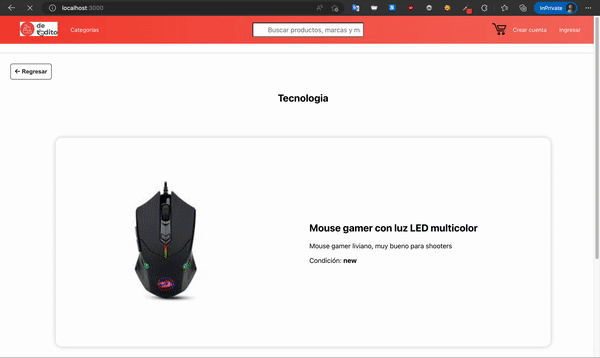 localhost:3000
InPrivate
de
todito
Categorias
Buscar productos, marcas y m
Crear cuenta
Ingresar
← Regresar
Tecnologia
Mouse gamer con luz LED multicolor
Mouse gamer liviano, muy bueno para shooters
Condición: new